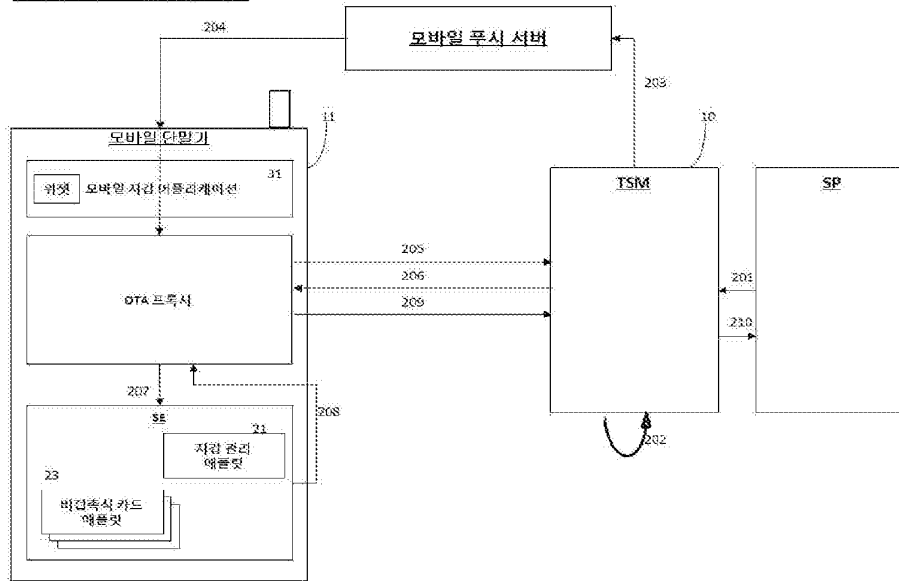 204
모바일 푸시 서버
203
11
10
모바일 단말기
31
위젯
모바일 지갑 어플리케이션
TSM
SP
205
206
201
OTA 프록시
209
210
207
208
SE
21
지갑 관리
애플릿
202
23
비접촉식 카드
애플릿